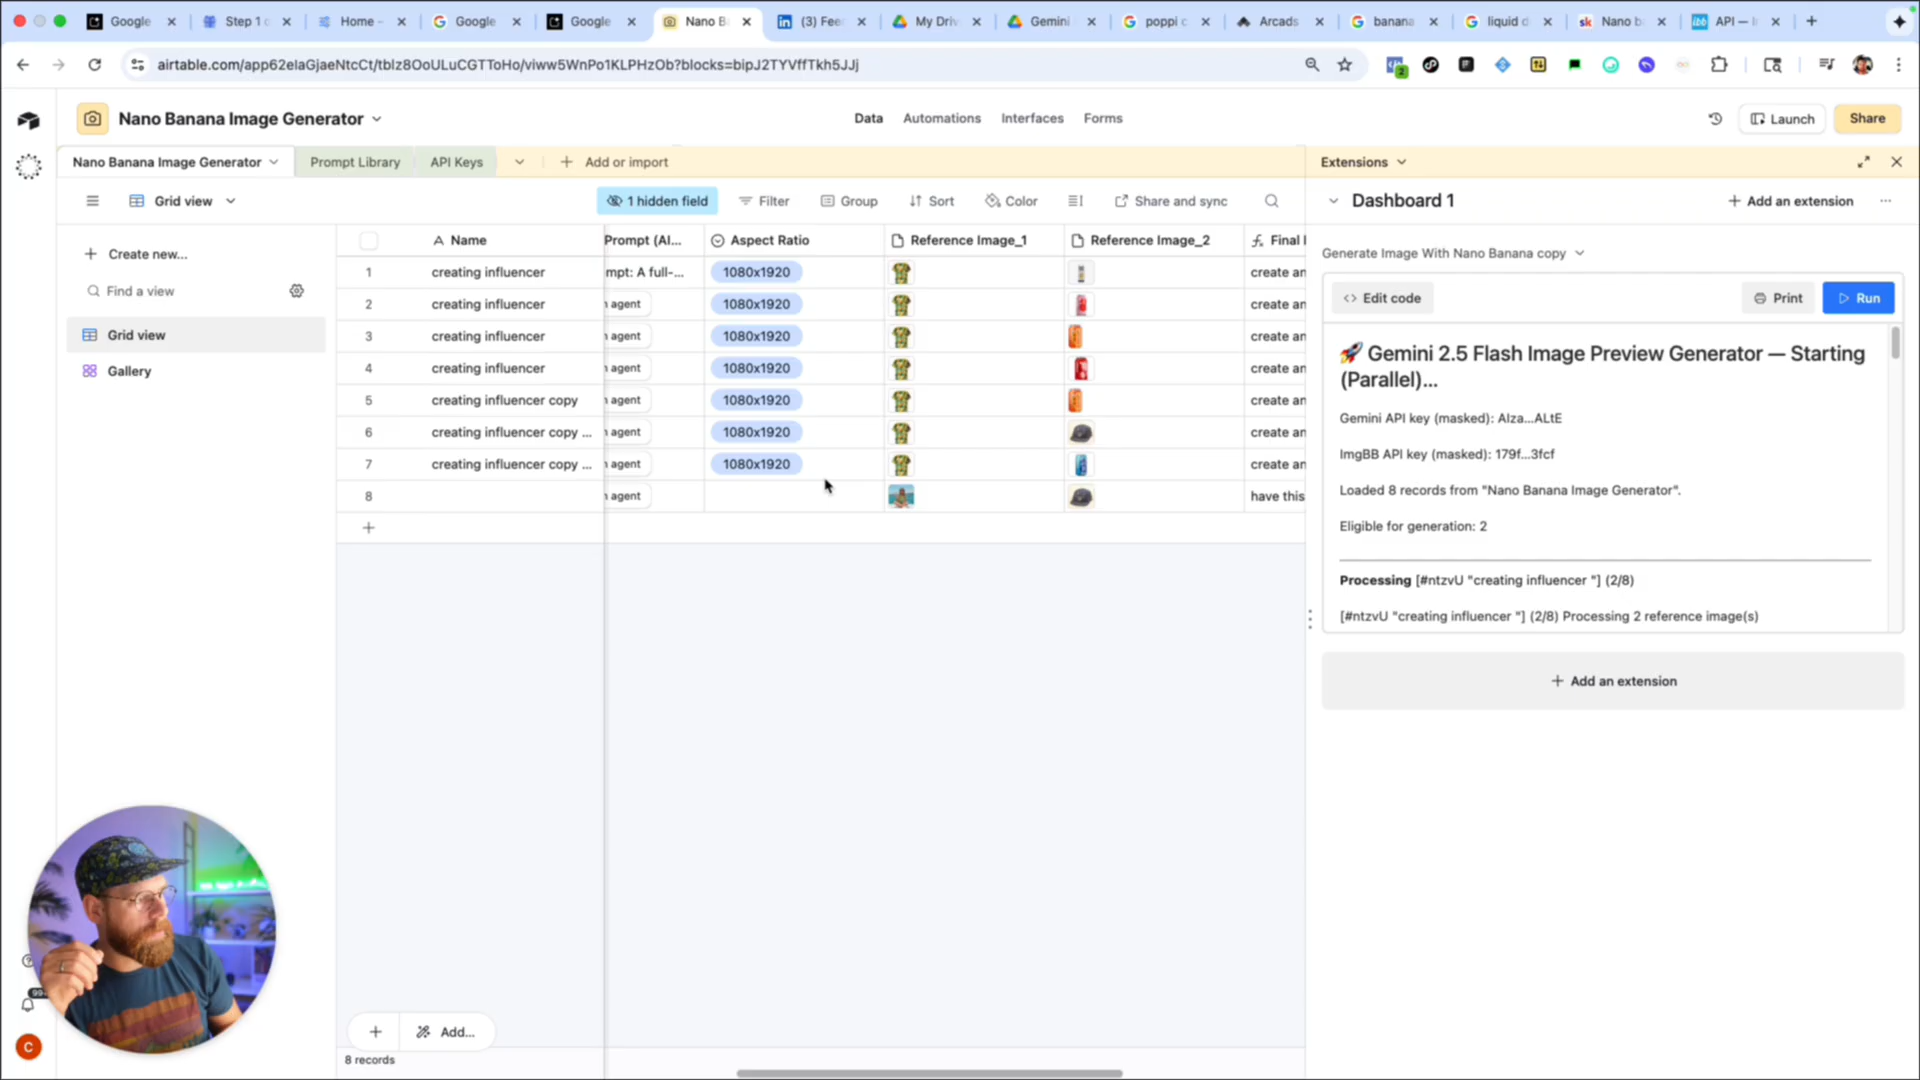 Google
Step 1 o
Home –
Google
Google
Nano B
(3) Fee
My Driv
Gemini
poppi c
Arcads
banana
liquid d
Nano b
API — I
airtable.com/app62elaGjaeNtcCt/tblz8OoULuCGTToHo/viww5WnPo1KLPHzOb?blocks=bipJ2TYVffTkh5JJj
2
Nano Banana Image Generator
Data
Automations
Interfaces
Forms
Launch
Share
Nano Banana Image Generator
Prompt Library
API Keys
Add or import
Extensions
Grid view
1 hidden field
Filter
Group
Sort
Color
Share and sync
Dashboard 1
Add an extension
Create new...
Find a view
Grid view
Gallery
Name
Prompt (AI...
Aspect Ratio
Reference Image_1
Reference Image_2
Final I
1 creating influencer mpt: A full-... 1080x1920 create an
2 creating influencer agent 1080x1920 create an
3 creating influencer agent 1080x1920 create an
4 creating influencer agent 1080x1920 create an
5 creating influencer copy agent 1080x1920 create an
6 creating influencer copy ... agent 1080x1920 create an
7 creating influencer copy ... agent 1080x1920 create an
8 agent have this
Generate Image With Nano Banana copy
Edit code
Print
Run
🚀 Gemini 2.5 Flash Image Preview Generator — Starting
(Parallel)...
Gemini API key (masked): AIza...ALtE
ImgBB API key (masked): 179f...3fcf
Loaded 8 records from "Nano Banana Image Generator".
Eligible for generation: 2
Processing [#ntzvU "creating influencer "] (2/8)
[#ntzvU "creating influencer "] (2/8) Processing 2 reference image(s)
Add an extension
99
C
Add...
8 records